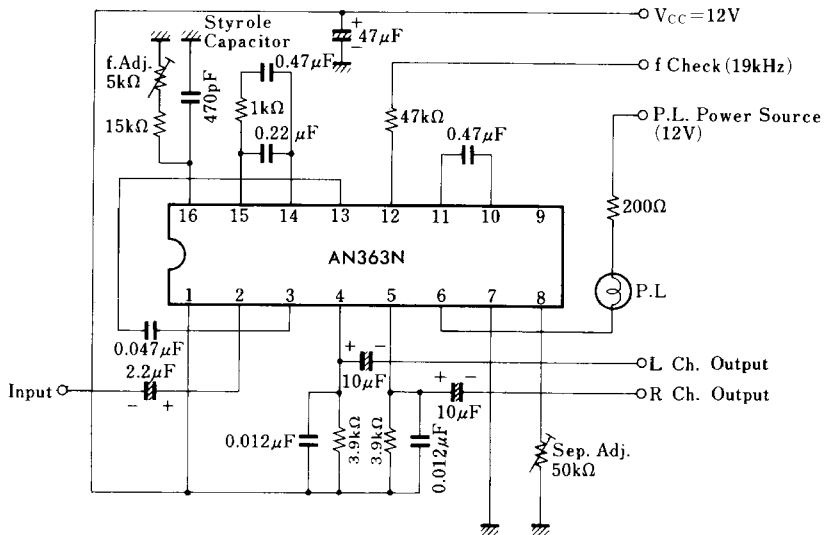 Styrole
Capacitor
VCC=12V
47μF
f.Adj.
5kΩ
15kΩ
470pF
0.47μF
1kΩ
0.22 μF
47kΩ
f Check (19kHz)
0.47μF
P.L. Power Source
(12V)
200Ω
P.L
16 15 14 13 12 11 10 9
AN363N
1 2 3 4 5 6 7 8
0.047μF
2.2μF
Input
- +
+ -
10μF
L Ch. Output
+ -
10μF
R Ch. Output
0.012μF
3.9kΩ
3.9kΩ
0.012μF
Sep. Adj.
50kΩ